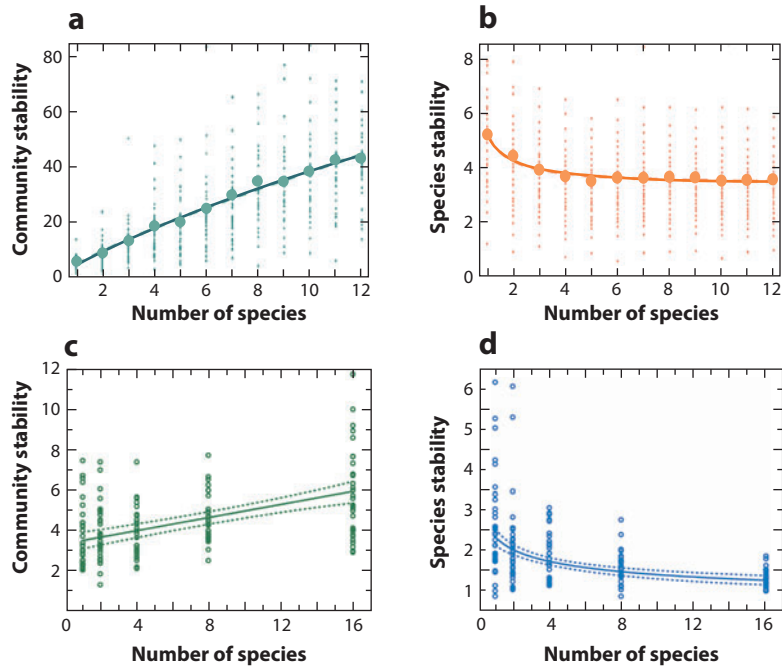 a
Community stability
80
60
40
20
0
2 4 6 8 10 12
Number of species
b
Species stability
8
6
4
2
0
2 4 6 8 10 12
Number of species
c
Community stability
12
10
8
6
4
2
0 4 8 12 16
Number of species
d
Species stability
6
5
4
3
2
1
0 4 8 12 16
Number of species